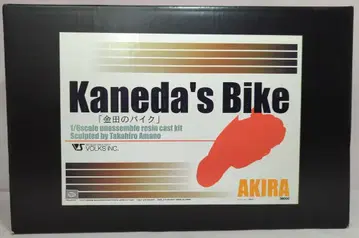 Kaneda's Bike
「金田のバイク」
1/6scale unassemble resin cast kit
Sculpted by Takahiro Amano
VS VOLKS INC.
AKIRA